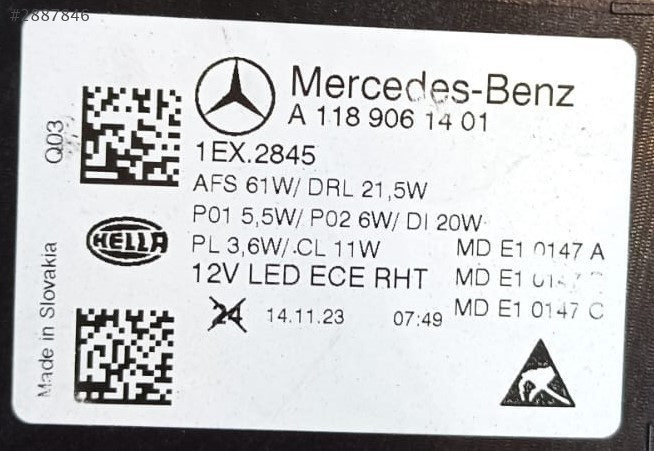 #2887846
Mercedes-Benz
A 118 906 14 01
Q03
1EX.2845
AFS 61W/ DRL 21,5W
P01 5,5W/ P02 6W/ DI 20W
HELLA
PL 3,6W/ CL 11W
MD E1 0147 A
12V LED ECE RHT
MD E1
Made in Slovakia
24
14.11.23
07:49
MD E1 0147 C